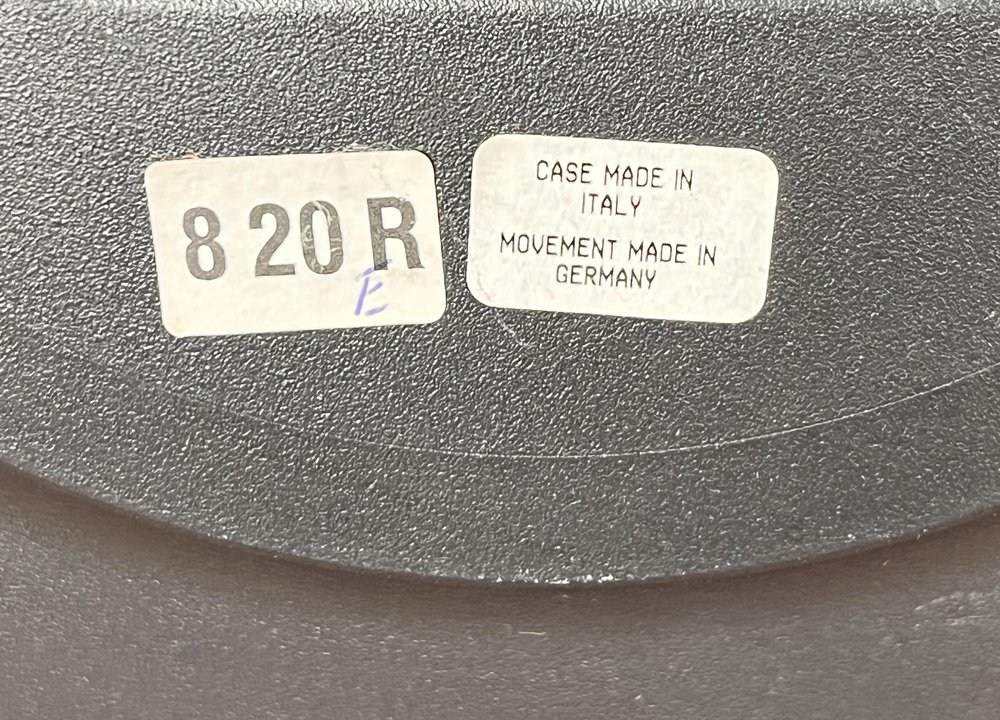 8 20 R
E
CASE MADE IN
ITALY
MOVEMENT MADE IN
GERMANY